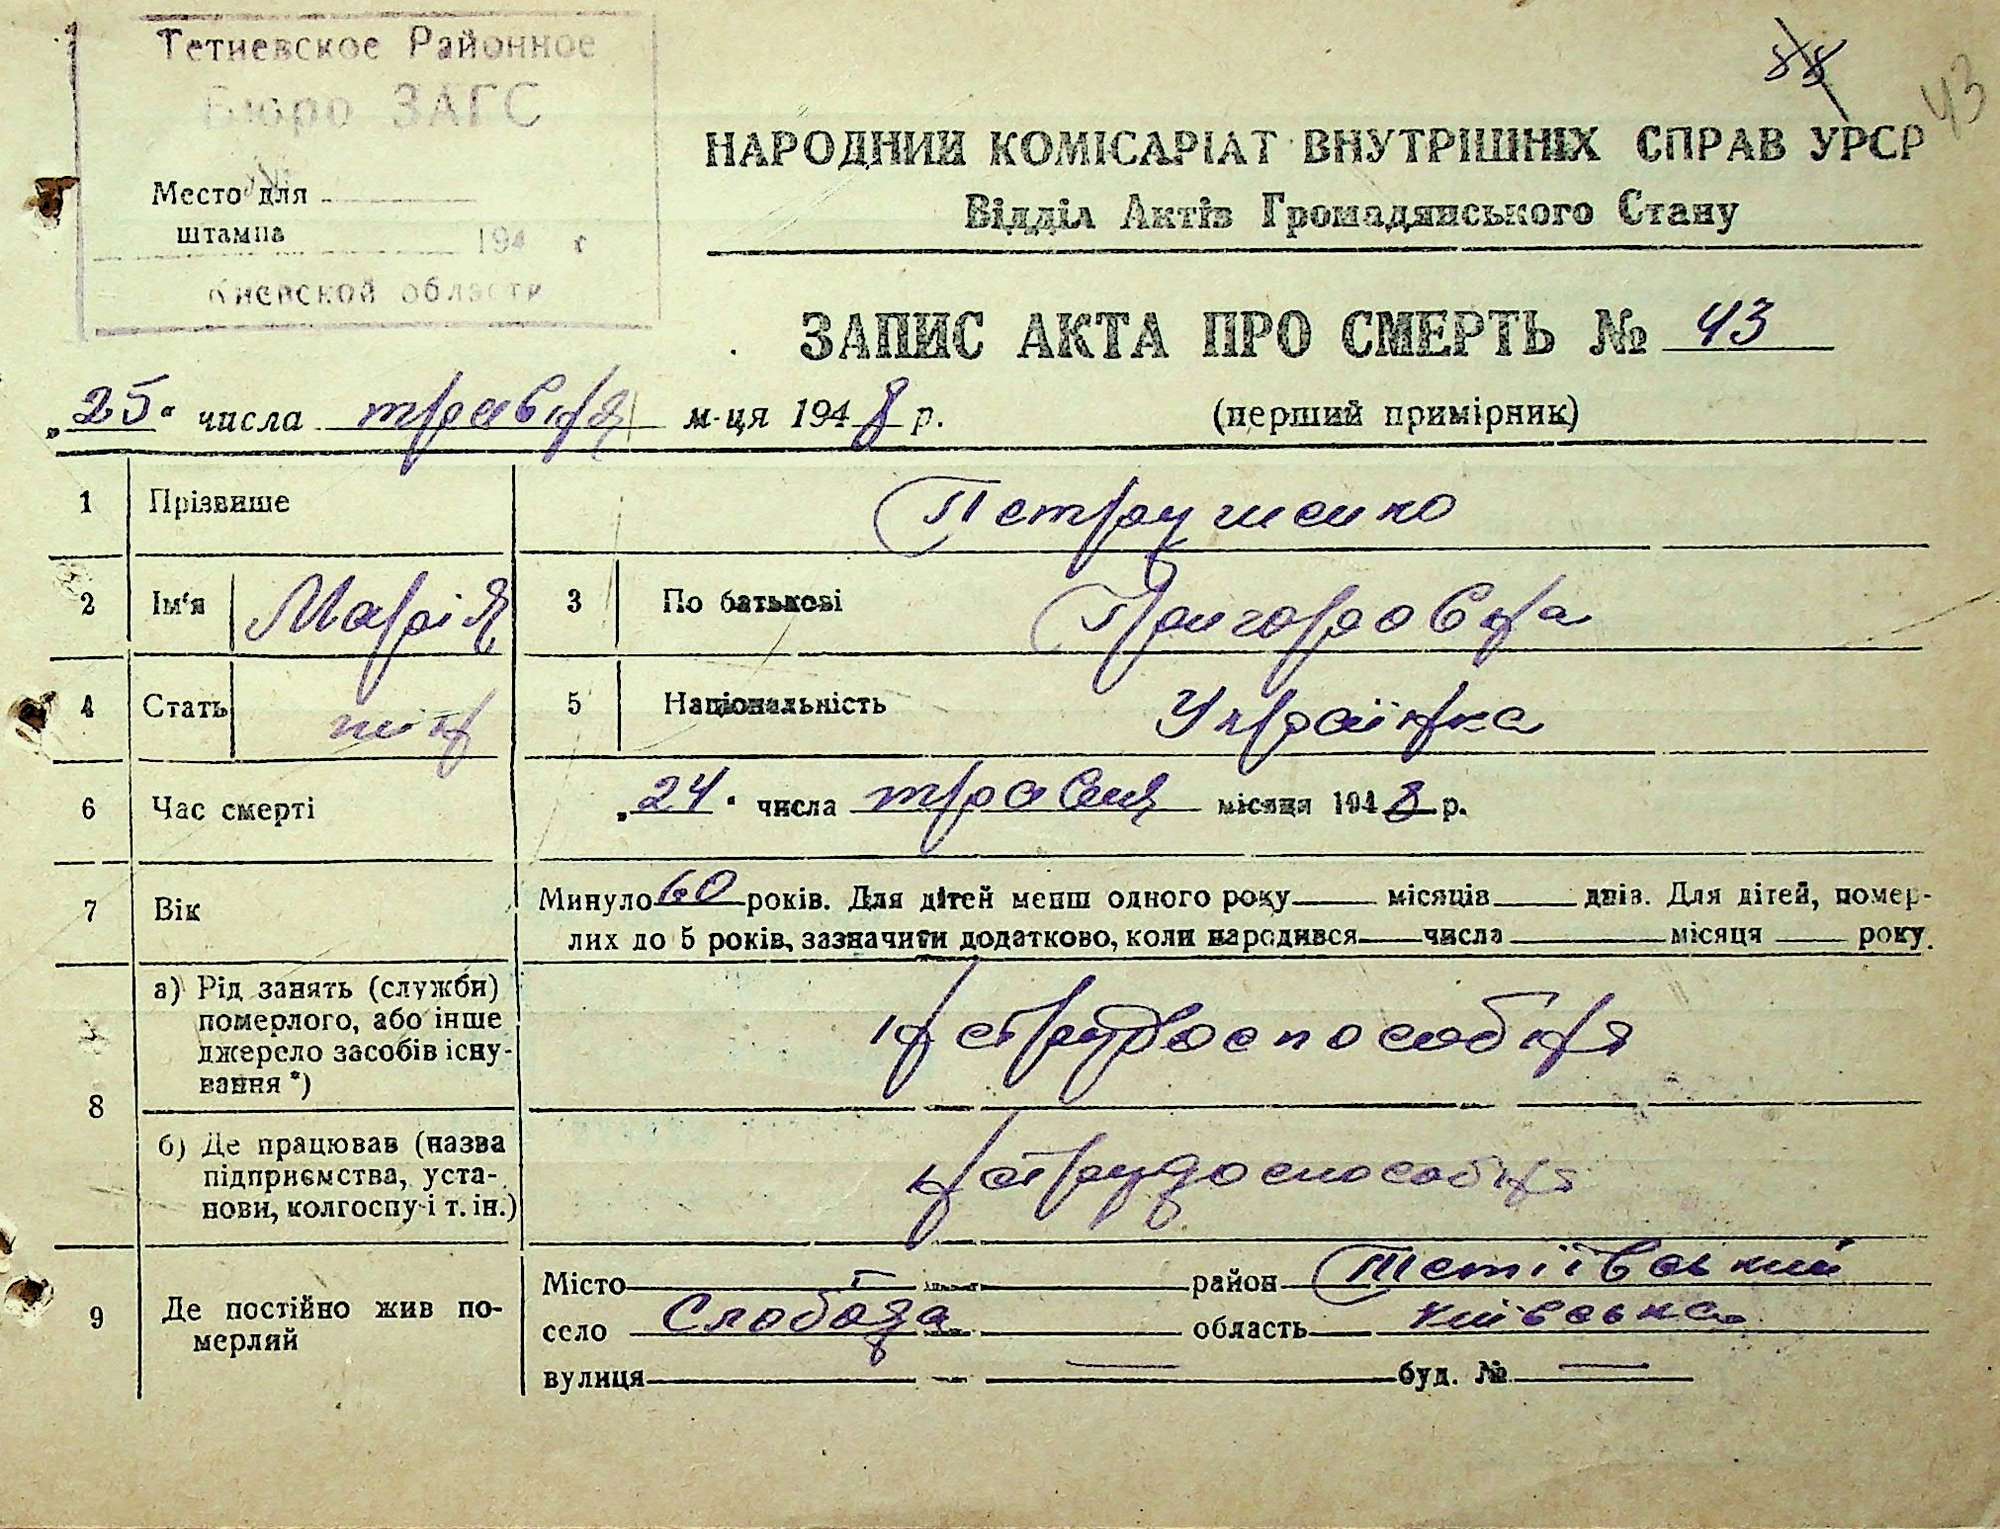 Тетиевское Районное
Бюро ЗАГС
Место для
штампа 194 г
Киевской области
88
43
НАРОДНИЙ КОМІСАРІАТ ВНУТРІШНІХ СПРАВ УРСР
Відділ Актів Громадянського Стану
ЗАПИС АКТА ПРО СМЕРТЬ № 43
„25“ числа травня м-ця 1948 р. (перший примірник)
1 Прізвише Петрушенко
2 Ім‘я Марія 3 По батькові Григоровна
4 Стать жін 5 Національність Українка
6 Час смерті „24“ числа травня місяця 1948 р.
7 Вік Минуло 60 років. Для дітей менш одного року — місяців — днів. Для дітей, помер-
лих до 5 років, зазначити додатково, коли народився — числа — місяця — року.
8 а) Рід занять (служби)
померлого, або інше
джерело засобів існу-
вання *) нетрудоспособня
б) Де працював (назва
підприємства, уста-
нови, колгоспу і т. ін.) нетрудоспособня
9 Де постійно жив по-
мерлий
Місто — район Тетіївський
село Слобода область київська
вулиця — буд. № —